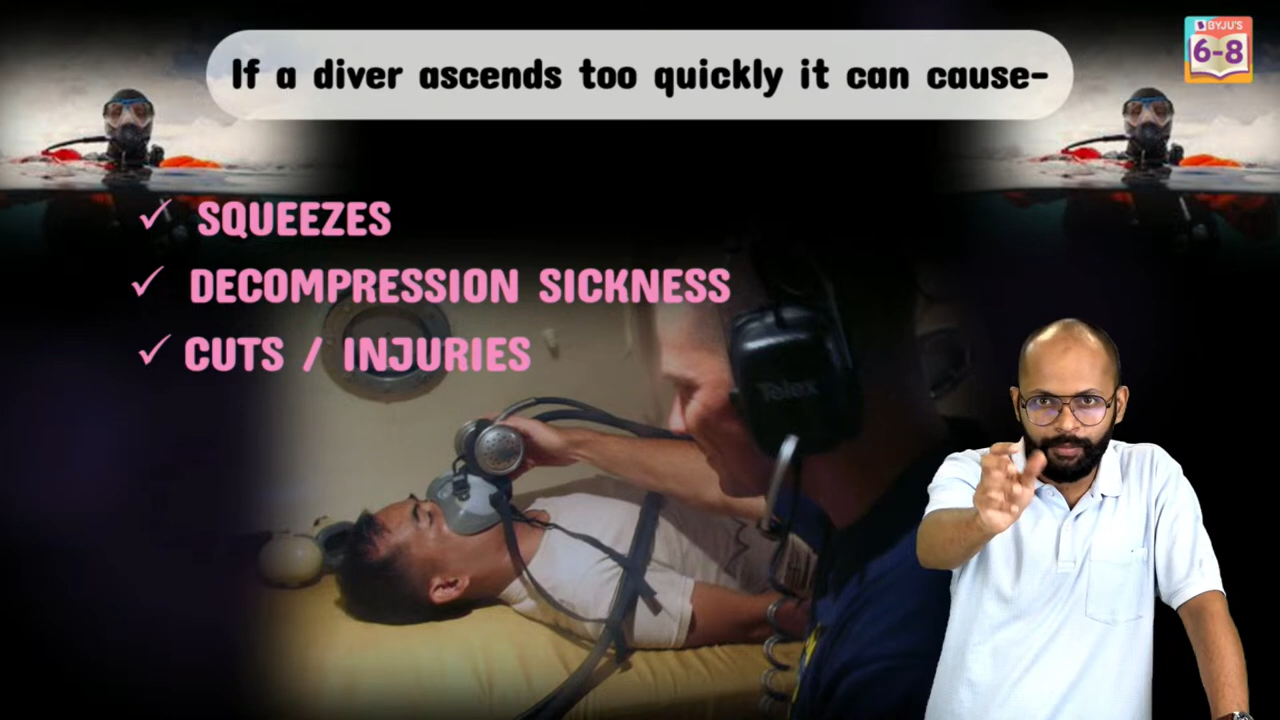 If a diver ascends too quickly it can cause-
BYJU'S
6-8
✓ SQUEEZES
✓ DECOMPRESSION SICKNESS
✓ CUTS / INJURIES
Telex